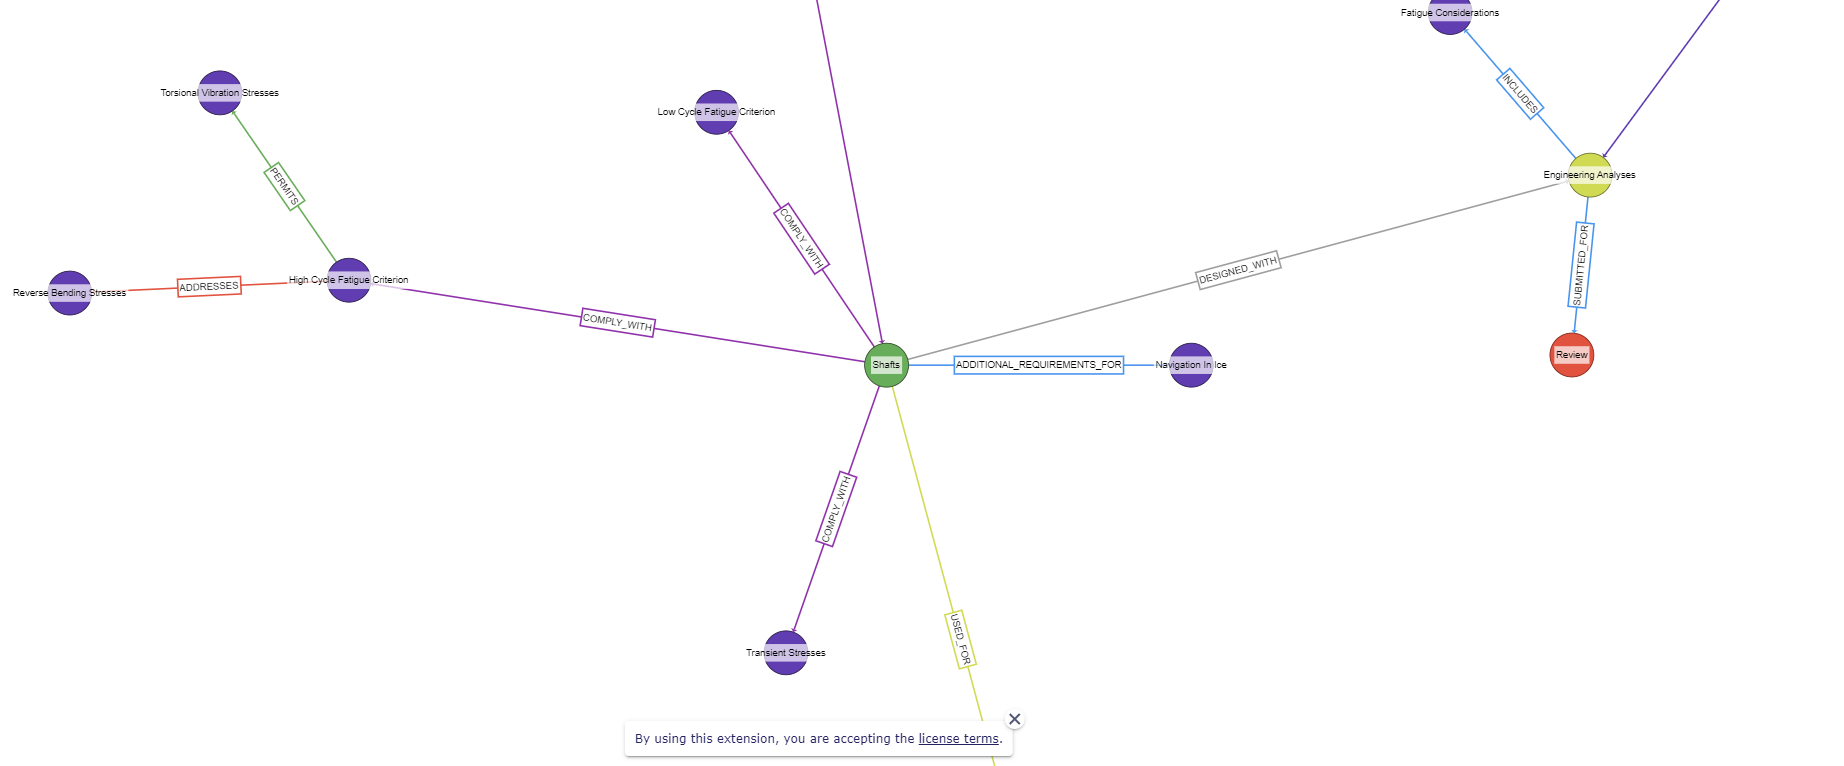 Fatigue Considerations
Torsional Vibration Stresses
INCLUDES
Low Cycle Fatigue Criterion
Engineering Analyses
PERMITS
COMPLY_WITH
SUBMITTED_FOR
DESIGNED_WITH
High Cycle Fatigue Criterion
ADDRESSES
Reverse Bending Stresses
COMPLY_WITH
Review
Shafts
ADDITIONAL_REQUIREMENTS_FOR
Navigation In Ice
COMPLY_WITH
USED_FOR
Transient Stresses
By using this extension, you are accepting the license terms.